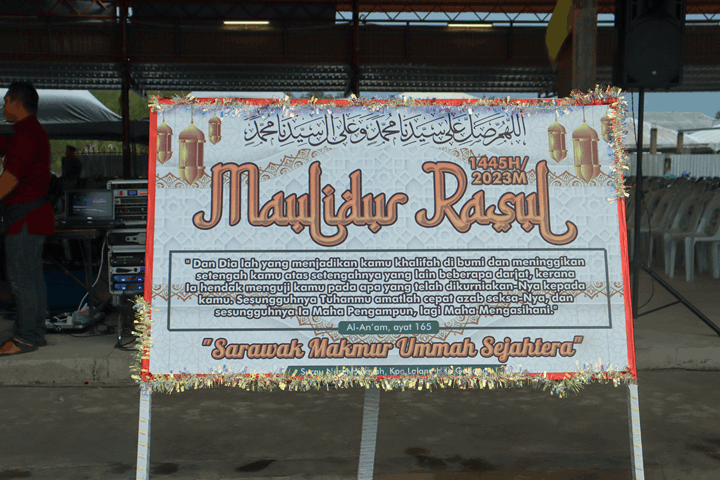 اللهم صل على سيدنا محمد وعلى آل سيدنا محمد
1445H/
2023M
Maulidur Rasul
"Dan Dia lah yang menjadikan kamu khalifah di bumi dan meninggikan
setengah kamu atas setengahnya yang lain beberapa darjat, kerana
Ia hendak menguji kamu pada apa yang telah dikurniakan-Nya kepada
kamu. Sesungguhnya Tuhanmu amatlah cepat azab seksa-Nya, dan
sesungguhnya Ia Maha Pengampun, lagi Maha Mengasihani."
Al-An'am, ayat 165
"Sarawak Makmur Ummah Sejahtera"
Surau